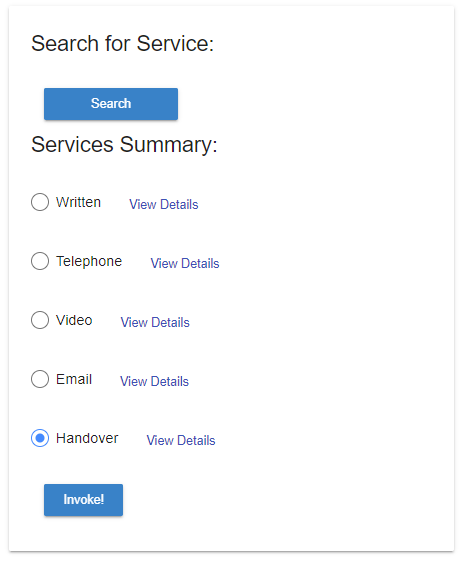 Search for Service:
Search
Services Summary:
Written View Details
Telephone View Details
Video View Details
Email View Details
Handover View Details
Invoke!